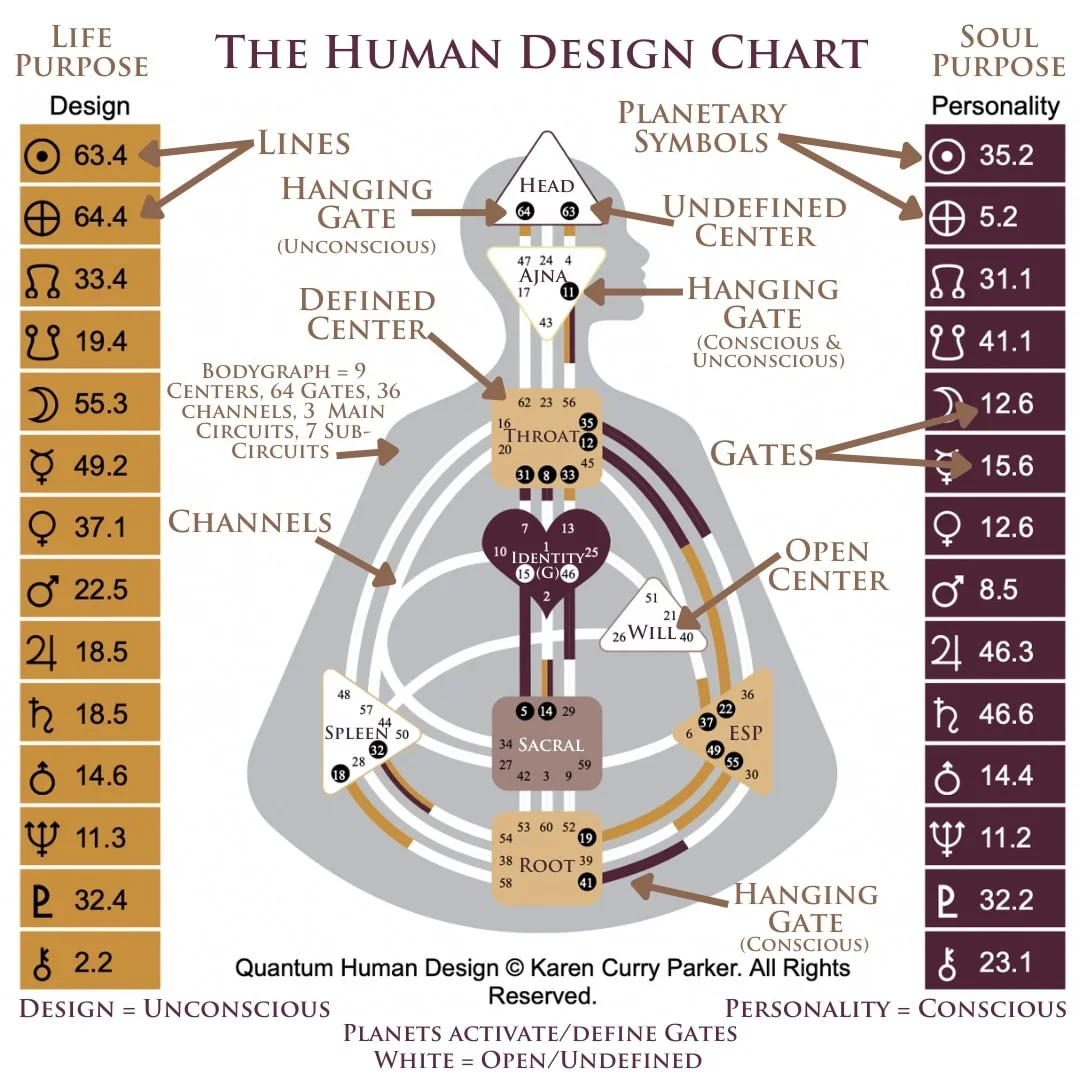 The Human Design Chart
Life
Purpose
Design
63.4
64.4
33.4
19.4
55.3
49.2
37.1
22.5
18.5
18.5
14.6
11.3
32.4
2.2
Design = Unconscious
Lines
Hanging
Gate
(Unconscious)
Defined
Center
Bodygraph = 9
Centers, 64 Gates, 36
channels, 3 Main
Circuits, 7 Sub-
Circuits
Channels
Planetary
Symbols
Undefined
Center
Hanging
Gate
(Conscious &
Unconscious)
Gates
Open
Center
Hanging
Gate
(Conscious)
Head
64 63
47 24 4
Ajna
17 11
43
62 23 56
16 35
Throat
12
20 45
31 8 33
7 13
1
10 25
Identity
15 (G) 46
2
51
21
26 Will 40
48
57
44
Spleen 50
32
28
18
5 14 29
Sacral
34
27 59
42 3 9
36
22
37
6 ESP
49
55
30
53 60 52
54 19
38 Root 39
58 41
Soul
Purpose
Personality
35.2
5.2
31.1
41.1
12.6
15.6
12.6
8.5
46.3
46.6
14.4
11.2
32.2
23.1
Personality = Conscious
Quantum Human Design © Karen Curry Parker. All Rights
Reserved.
Planets activate/define Gates
White = Open/Undefined